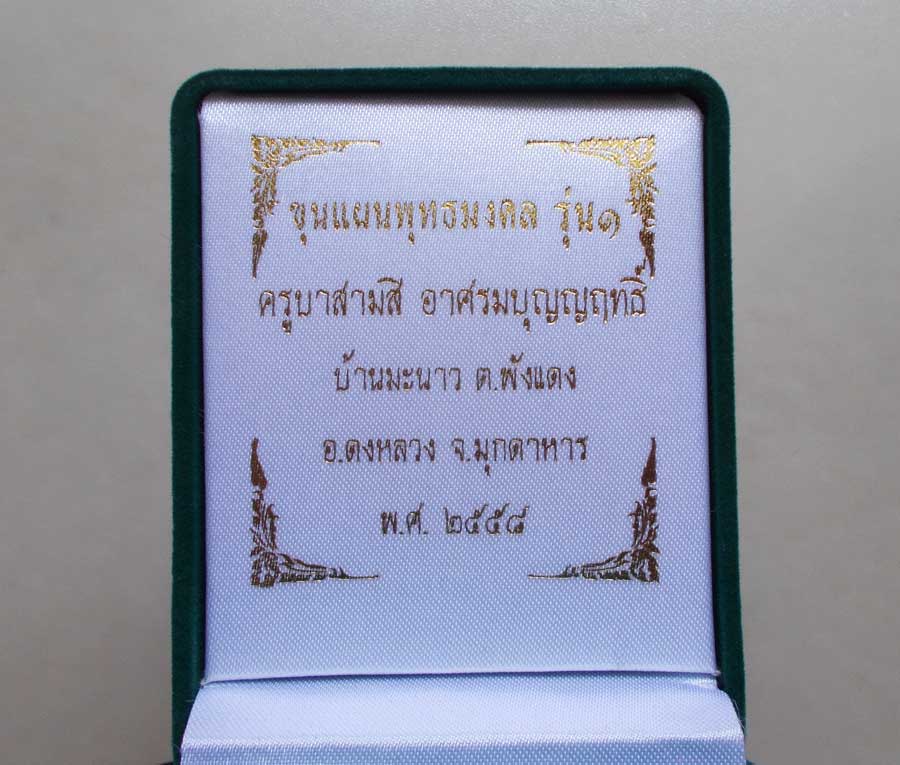 ขุนแผนพุทธมงคล รุ่น๑
ครูบาสามสี อาศรมบุญญฤทธิ์
บ้านมะนาว ต.พังแดง
อ.ดงหลวง จ.มุกดาหาร
พ.ศ. ๒๕๕๘